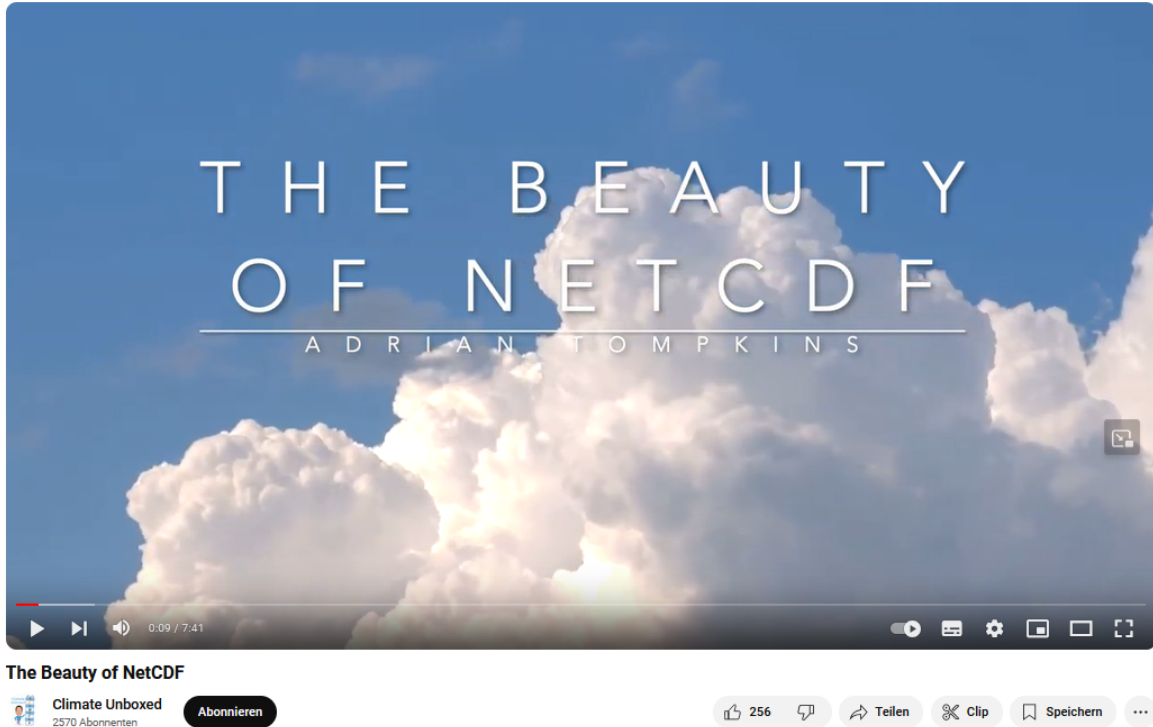 THE BEAUTY
OF NETCDF
ADRIAN TOMPKINS
0:09 / 7:41
The Beauty of NetCDF
Climate Unboxed
2570 Abonnenten
Abonnieren
256
Teilen
Clip
Speichern